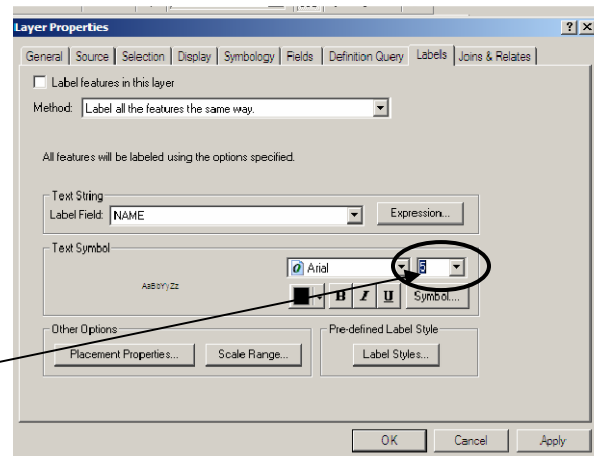 Layer Properties
General Source Selection Display Symbology Fields Definition Query Labels Joins & Relates
Label features in this layer
Method: Label all the features the same way.
All features will be labeled using the options specified.
Text String
Label Field: NAME Expression...
Text Symbol
AaBbYyZz
Arial 5
B I U Symbol...
Other Options
Placement Properties... Scale Range...
Pre-defined Label Style
Label Styles...
OK Cancel Apply